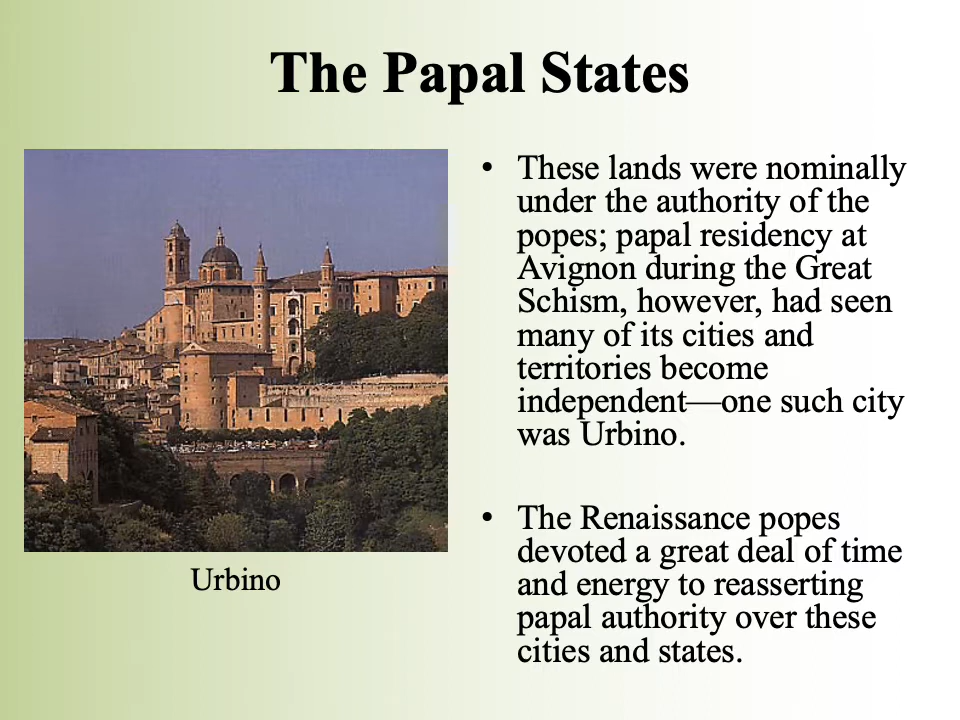 The Papal States
• These lands were nominally
under the authority of the
popes; papal residency at
Avignon during the Great
Schism, however, had seen
many of its cities and
territories become
independent—one such city
was Urbino.
• The Renaissance popes
devoted a great deal of time
and energy to reasserting
papal authority over these
cities and states.
Urbino